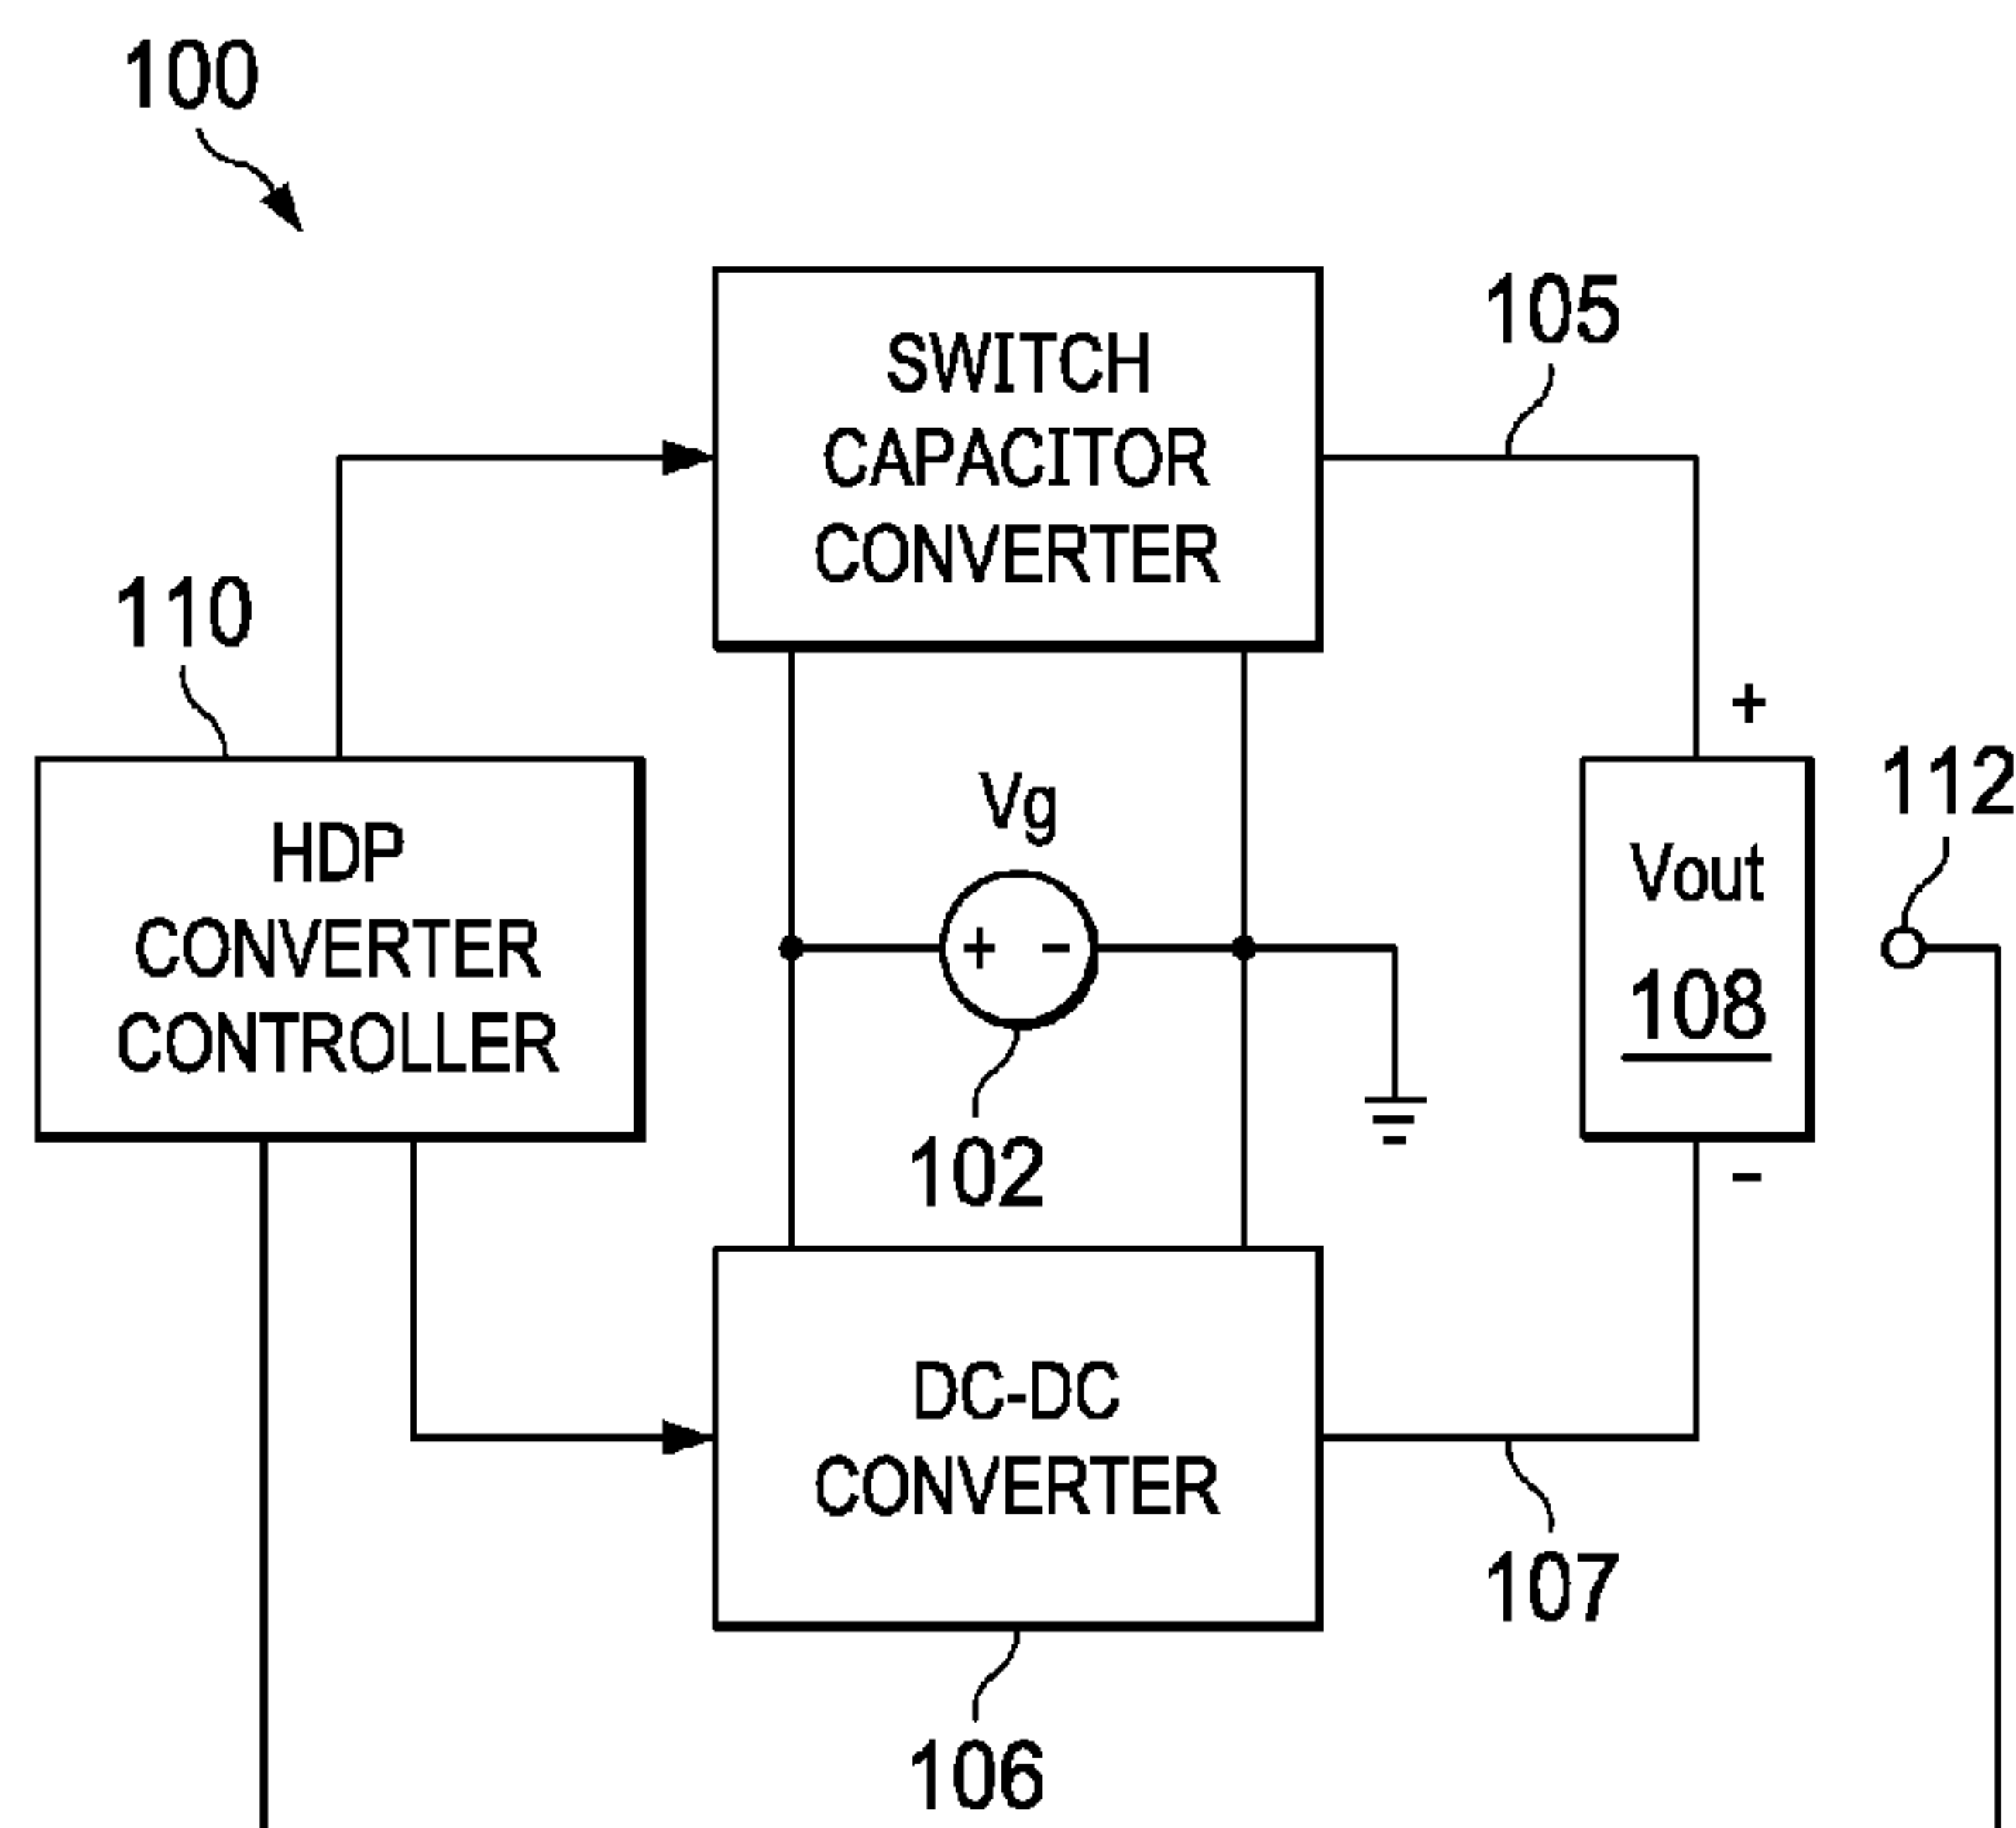 100
SWITCH
CAPACITOR
CONVERTER
105
110
HDP
CONVERTER
CONTROLLER
Vg
+ -
102
+
Vout
108
-
112
DC-DC
CONVERTER
107
106